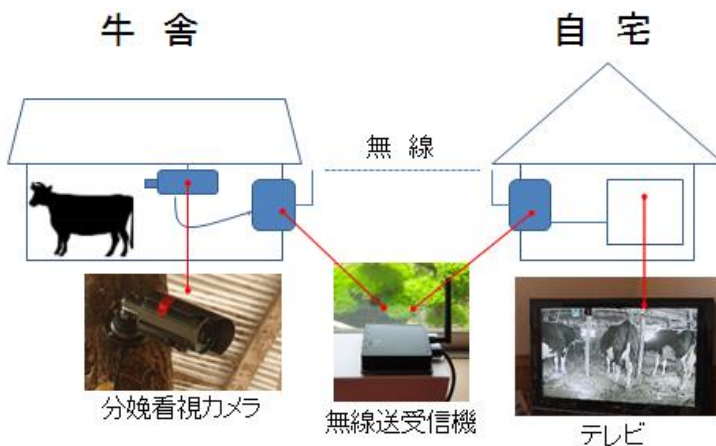 牛舎
自宅
無線
分娩看視カメラ
無線送受信機
テレビ